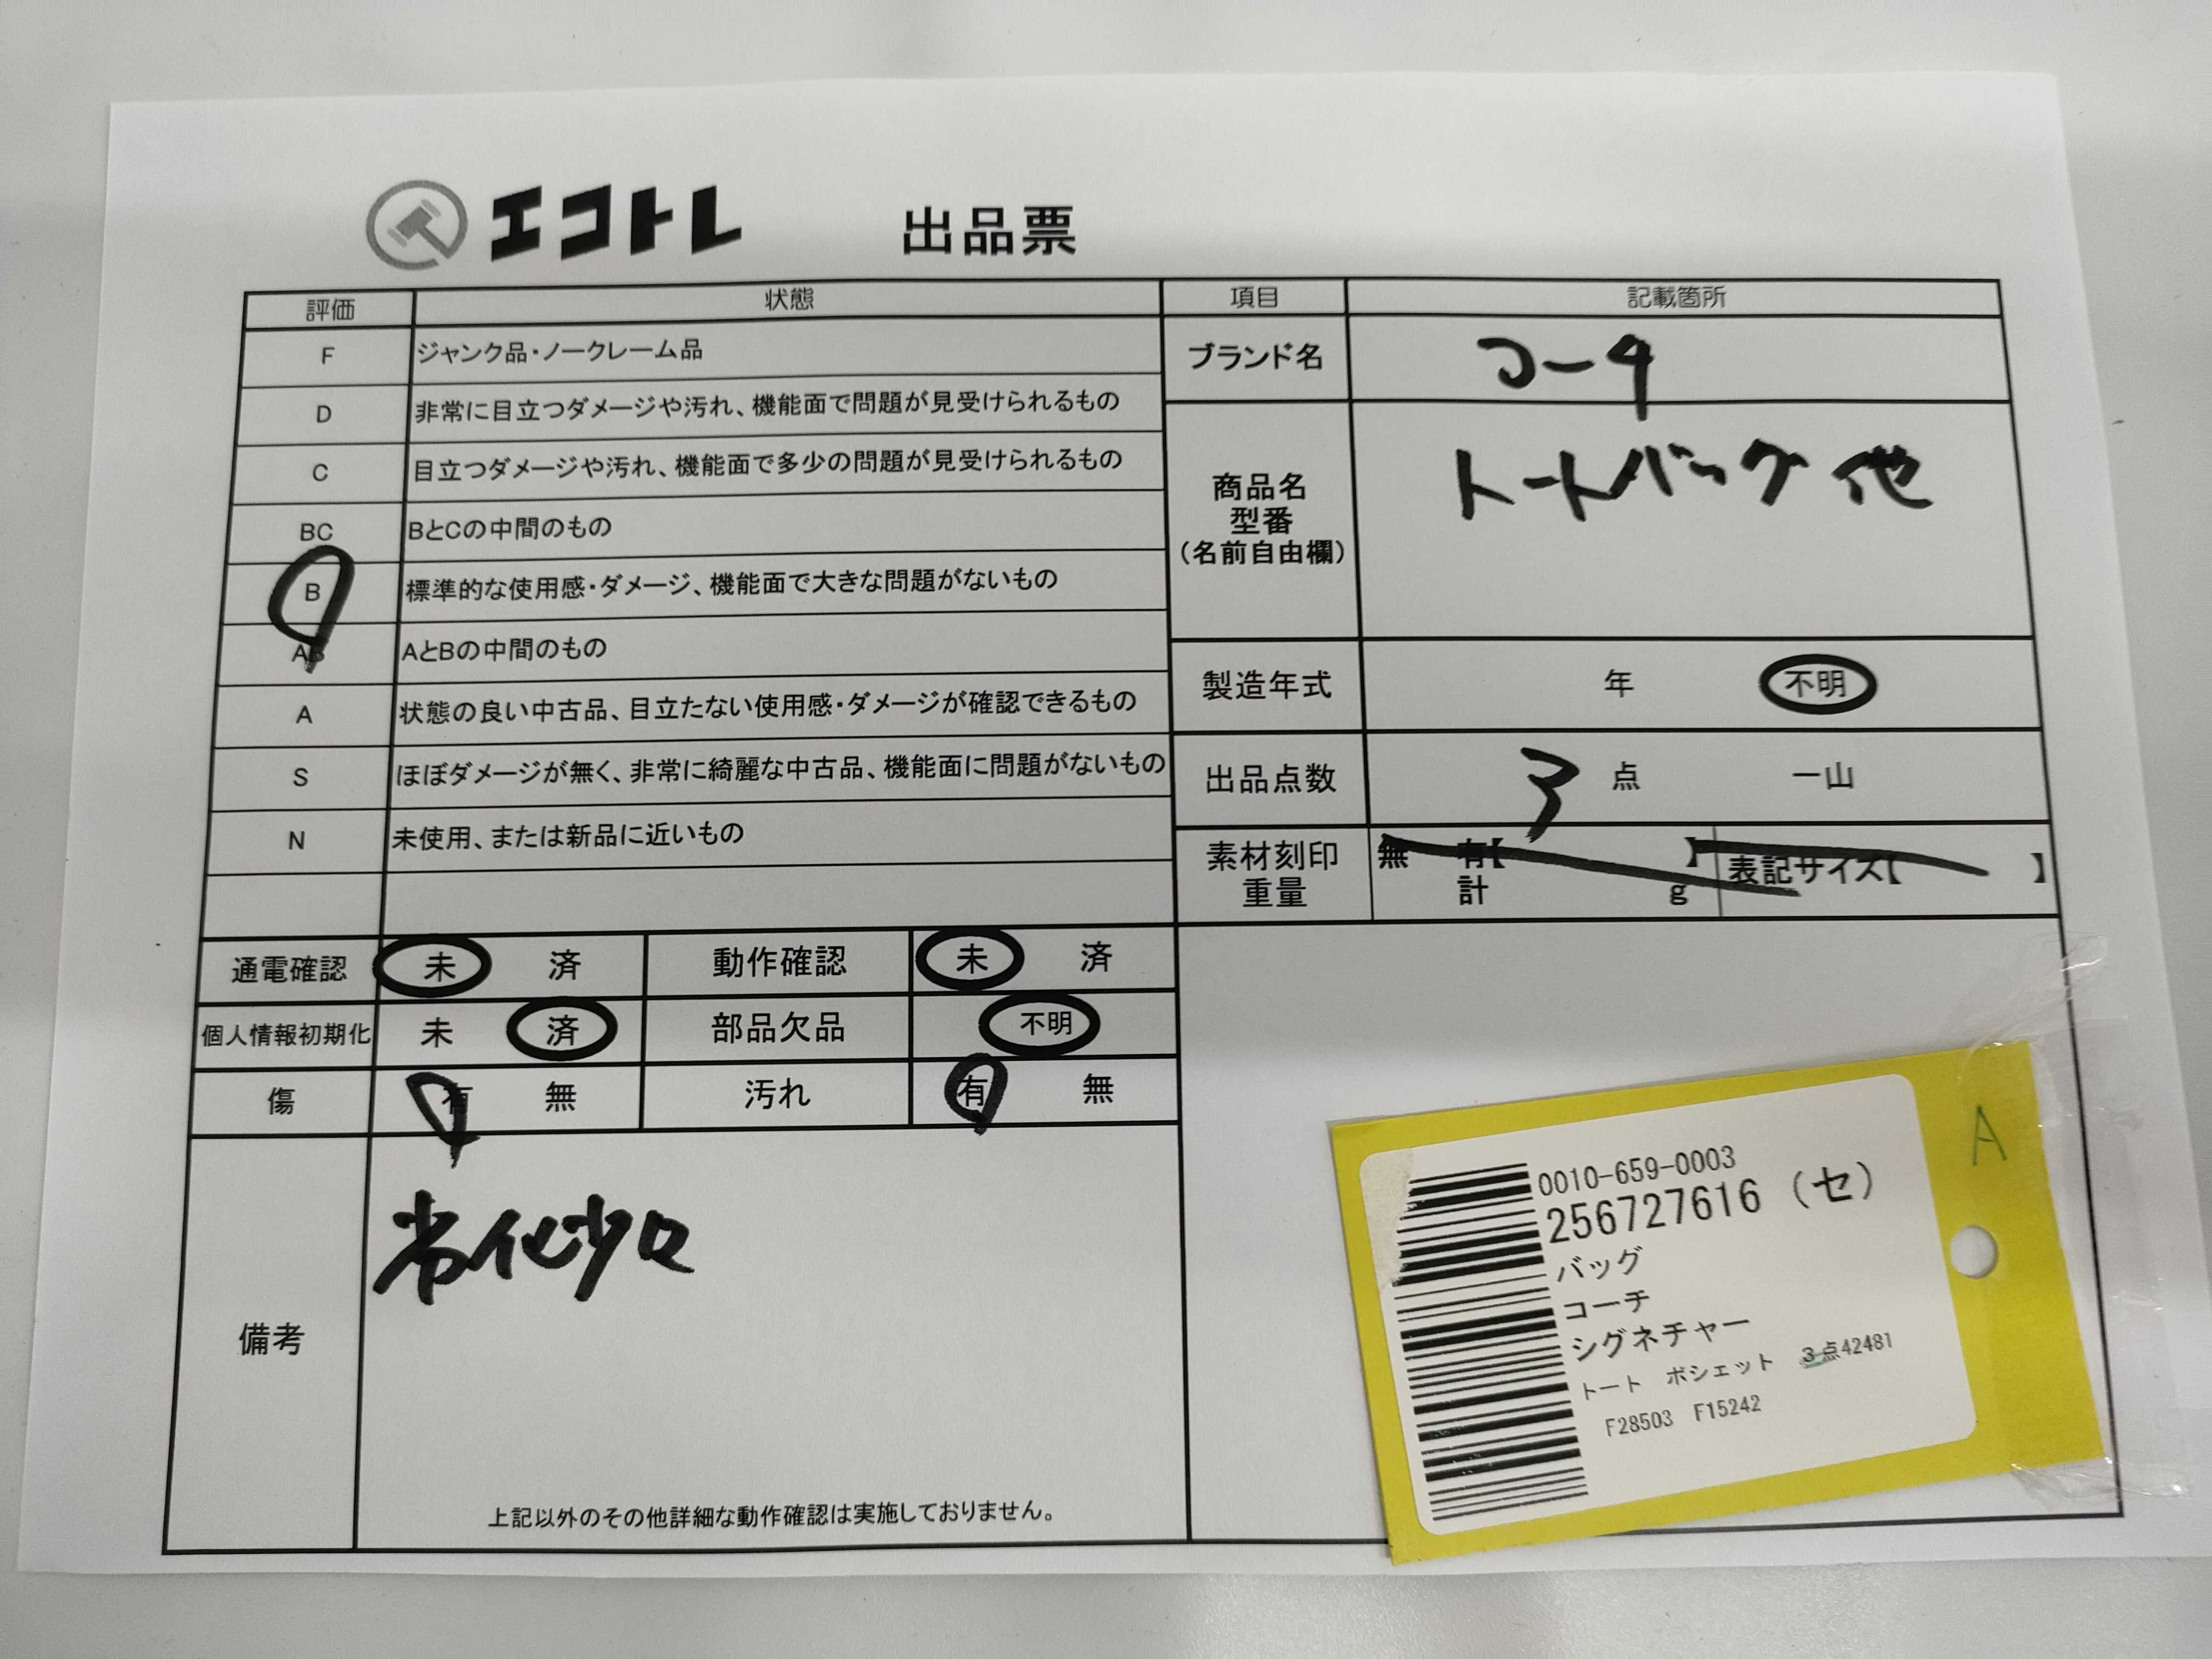 エコトレ 出品票
評価 状態 項目 記載箇所
F ジャンク品・ノークレーム品
D 非常に目立つダメージや汚れ、機能面で問題が見受けられるもの
C 目立つダメージや汚れ、機能面で多少の問題が見受けられるもの
BC BとCの中間のもの
B 標準的な使用感・ダメージ、機能面で大きな問題がないもの
AB AとBの中間のもの
A 状態の良い中古品、目立たない使用感・ダメージが確認できるもの
S ほぼダメージが無く、非常に綺麗な中古品、機能面に問題がないもの
N 未使用、または新品に近いもの
ブランド名 コーチ
商品名
型番
(名前自由欄)
トートバッグ 他
製造年式 年 不明
出品点数 3 点 一山
素材刻印 無 有【 】 表記サイズ【 】
重量 計 g
通電確認 未 済 動作確認 未 済
個人情報初期化 未 済 部品欠品 不明
傷 有 無 汚れ 有 無
備考
劣化少々
上記以外のその他詳細な動作確認は実施しておりません。
A
0010-659-0003
256727616 (セ)
バッグ
コーチ
シグネチャー
トート ポシェット 3点42481
F28503 F15242